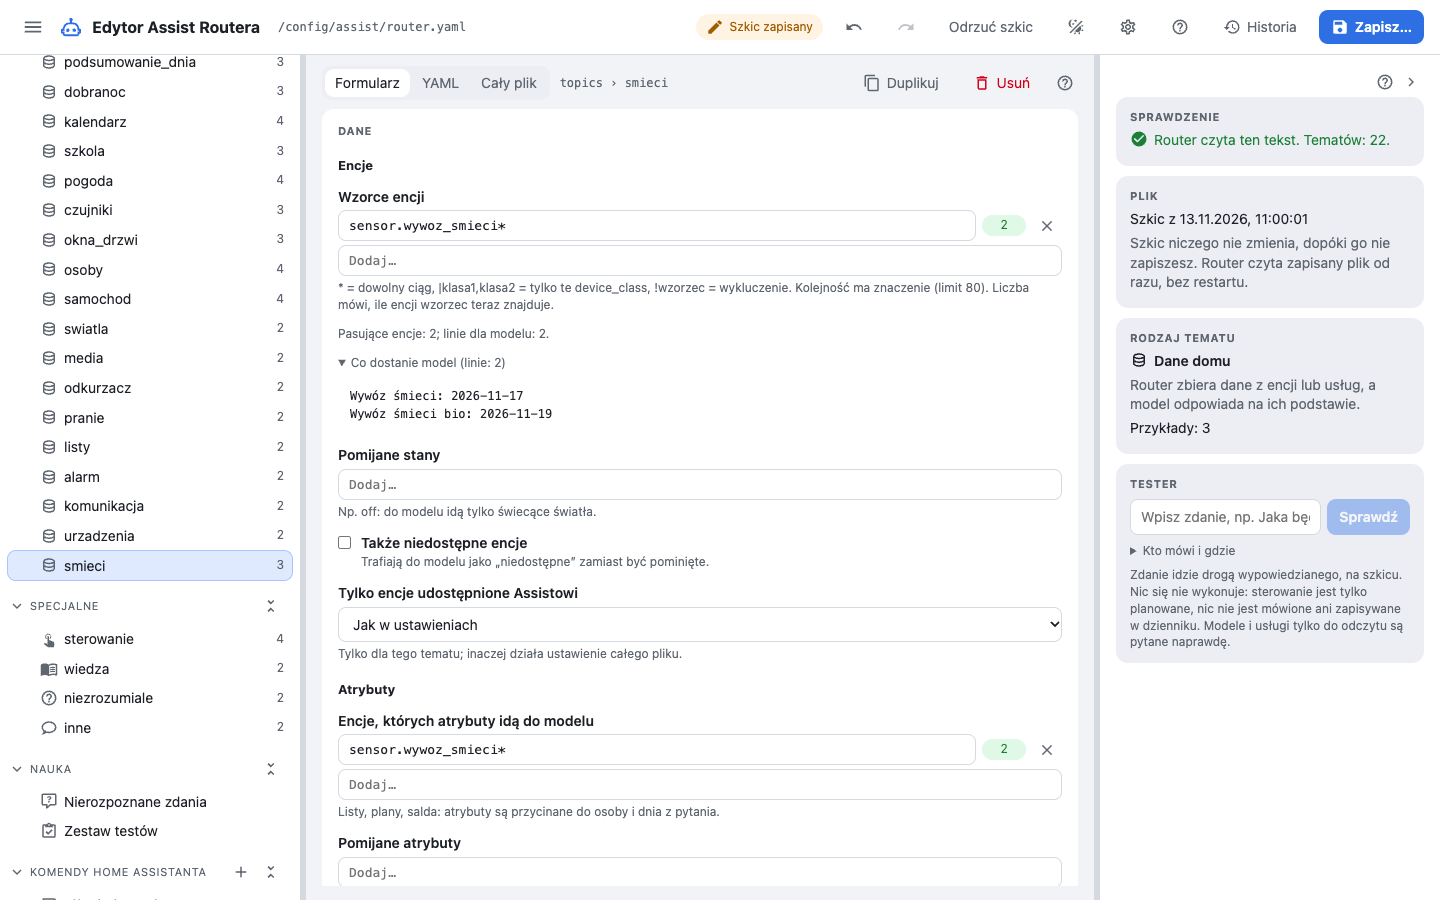 Edytor Assist Routera
/config/assist/router.yaml
Szkic zapisany
Odrzuć szkic
Historia
Zapisz...
podsumowanie_dnia 3
dobranoc 3
kalendarz 4
szkola 3
pogoda 4
czujniki 3
okna_drzwi 3
osoby 4
samochod 4
swiatla 2
media 2
odkurzacz 2
pranie 2
listy 2
alarm 2
komunikacja 2
urzadzenia 2
smieci 3
SPECJALNE
sterowanie 4
wiedza 2
niezrozumiale 2
inne 2
NAUKA
Nierozpoznane zdania
Zestaw testów
KOMENDY HOME ASSISTANTA
Formularz YAML Cały plik topics › smieci Duplikuj Usuń
DANE
Encje
Wzorce encji
sensor.wywoz_smieci* 2
Dodaj…
* = dowolny ciąg, |klasa1,klasa2 = tylko te device_class, !wzorzec = wykluczenie. Kolejność ma znaczenie (limit 80). Liczba
mówi, ile encji wzorzec teraz znajduje.
Pasujące encje: 2; linie dla modelu: 2.
▼ Co dostanie model (linie: 2)
Wywóz śmieci: 2026-11-17
Wywóz śmieci bio: 2026-11-19
Pomijane stany
Dodaj…
Np. off: do modelu idą tylko świecące światła.
Także niedostępne encje
Trafiają do modelu jako „niedostępne” zamiast być pominięte.
Tylko encje udostępnione Assistowi
Jak w ustawieniach
Tylko dla tego tematu; inaczej działa ustawienie całego pliku.
Atrybuty
Encje, których atrybuty idą do modelu
sensor.wywoz_smieci* 2
Dodaj…
Listy, plany, salda: atrybuty są przycinane do osoby i dnia z pytania.
Pomijane atrybuty
Dodaj…
SPRAWDZENIE
Router czyta ten tekst. Tematów: 22.
PLIK
Szkic z 13.11.2026, 11:00:01
Szkic niczego nie zmienia, dopóki go nie
zapiszesz. Router czyta zapisany plik od
razu, bez restartu.
RODZAJ TEMATU
Dane domu
Router zbiera dane z encji lub usług, a
model odpowiada na ich podstawie.
Przykłady: 3
TESTER
Wpisz zdanie, np. Jaka bę Sprawdź
▶ Kto mówi i gdzie
Zdanie idzie drogą wypowiedzianego, na szkicu.
Nic się nie wykonuje: sterowanie jest tylko
planowane, nic nie jest mówione ani zapisywane
w dzienniku. Modele i usługi tylko do odczytu są
pytane naprawdę.